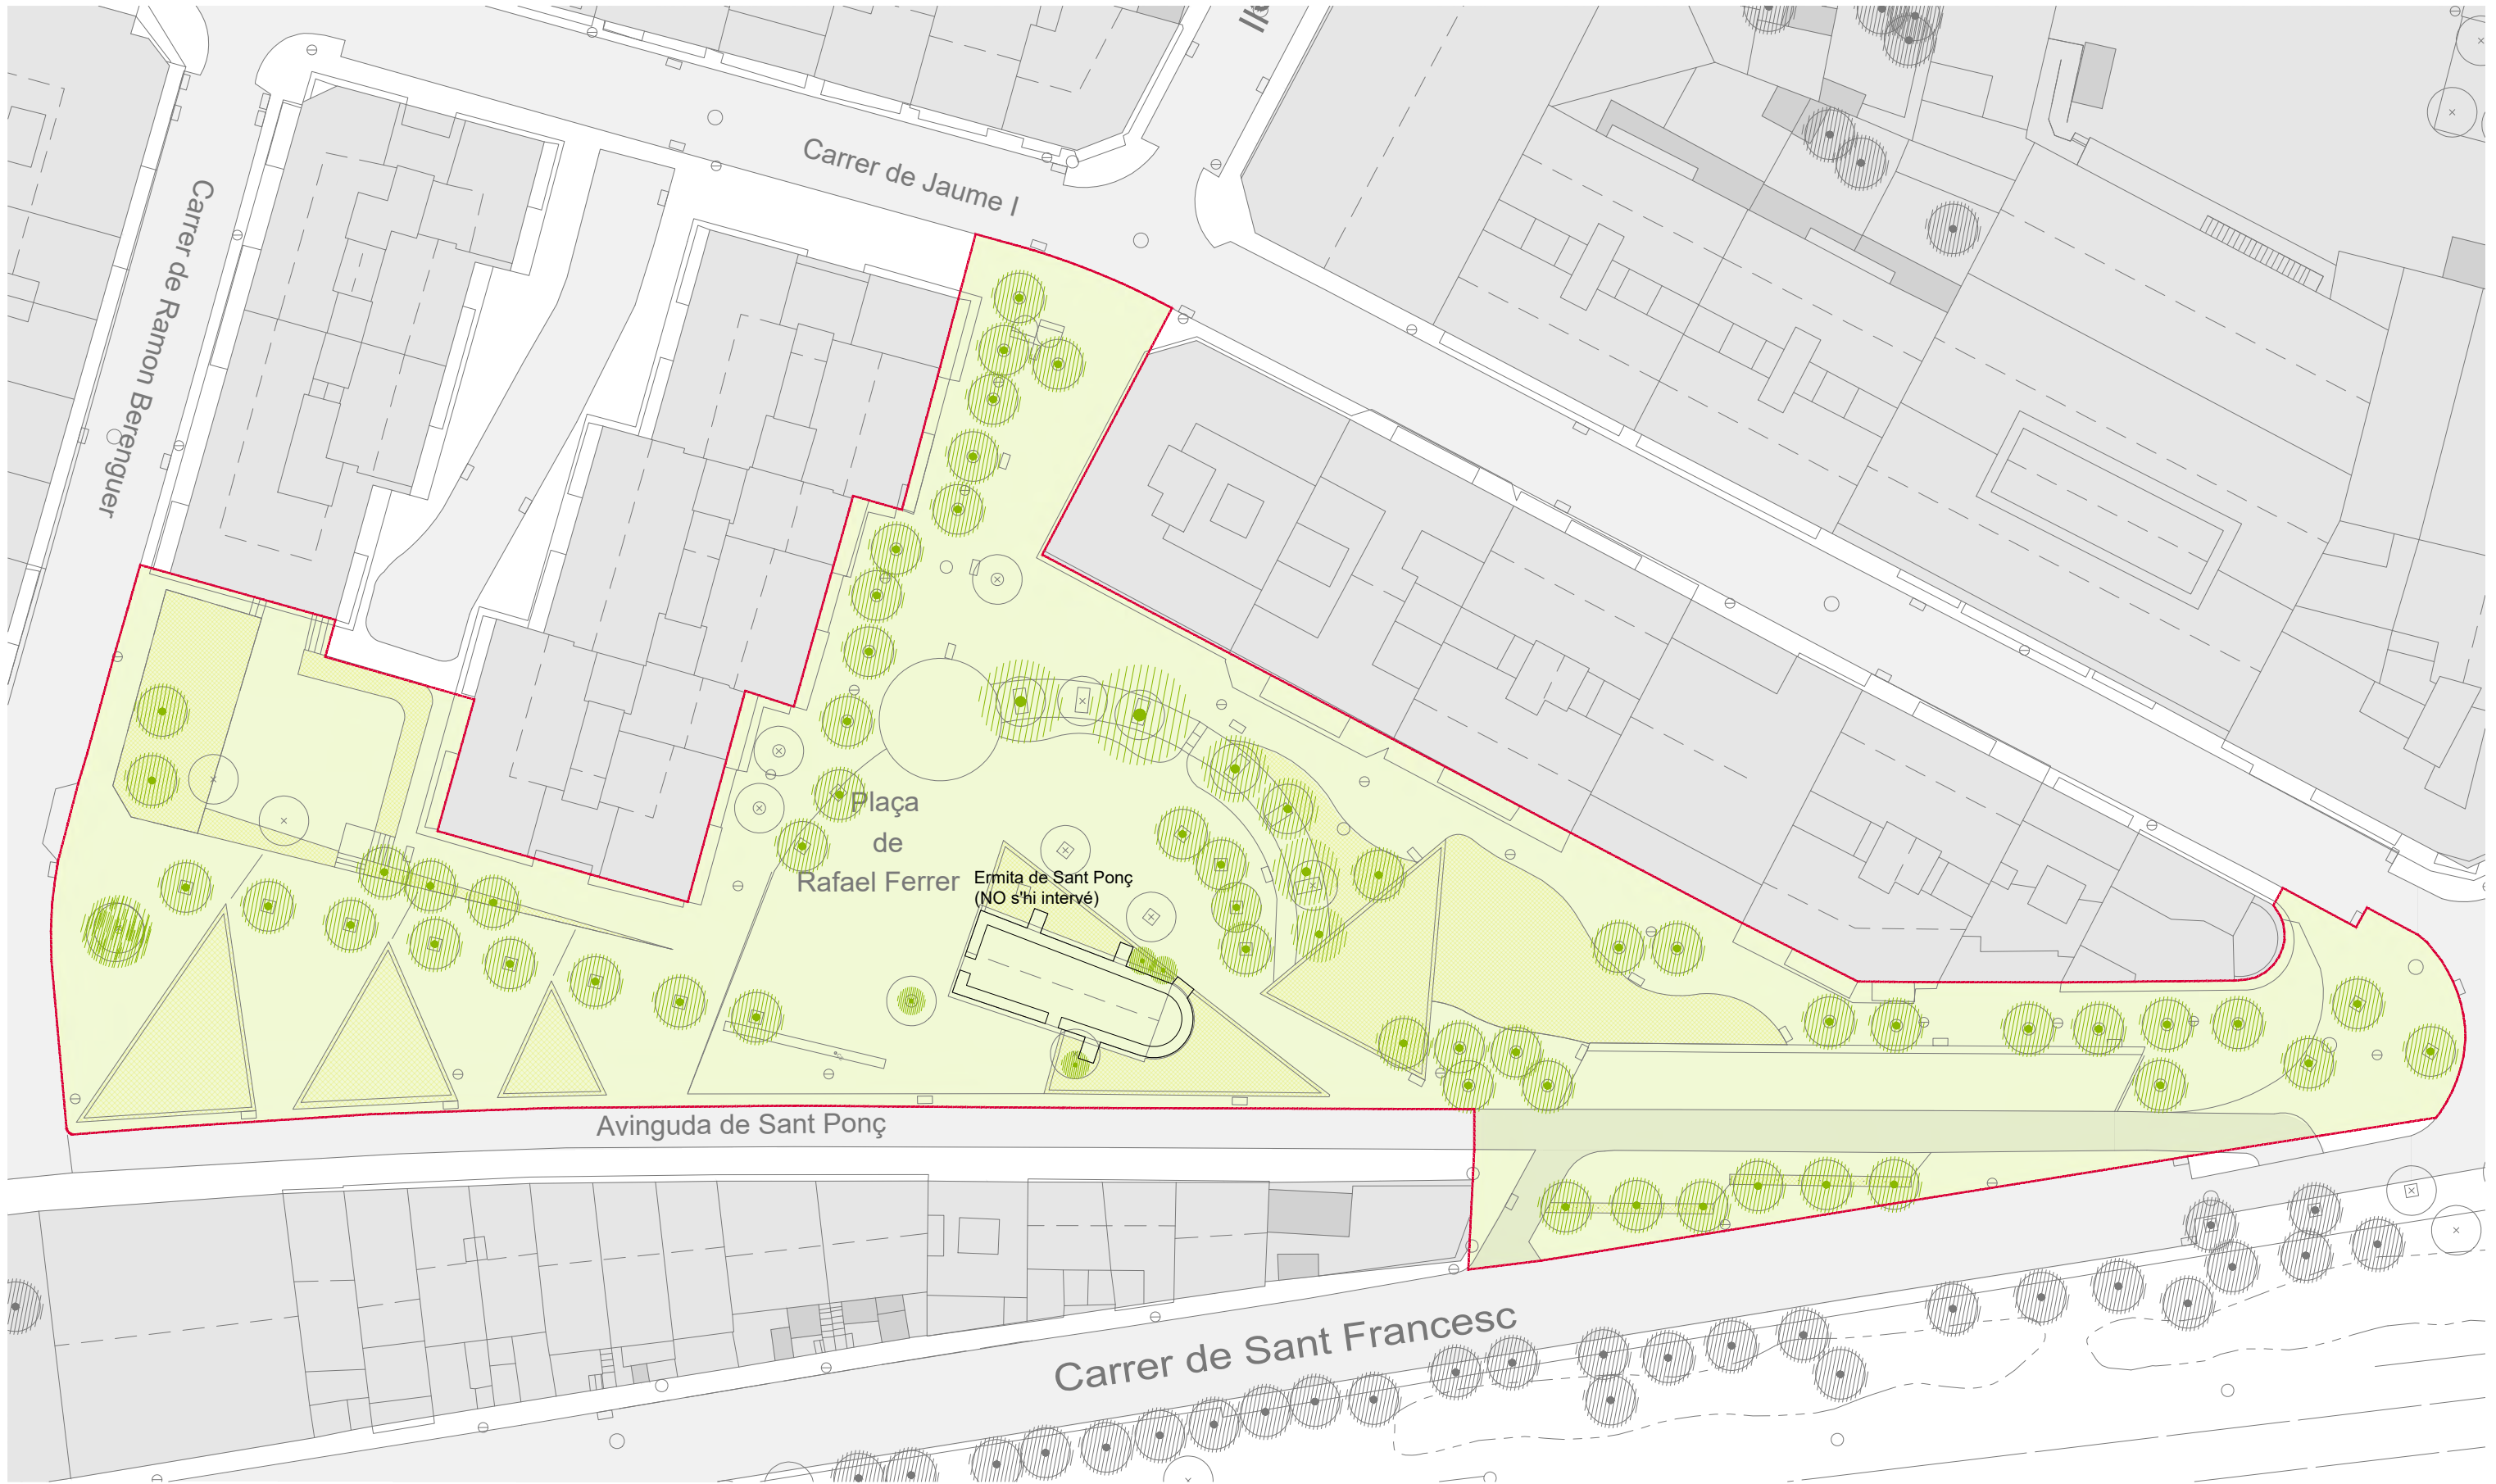 Carrer de Jaume I
Carrer de Ramon Berenguer
Plaça
de
Rafael Ferrer
Ermita de Sant Ponç
(NO s'hi intervé)
Avinguda de Sant Ponç
Carrer de Sant Francesc